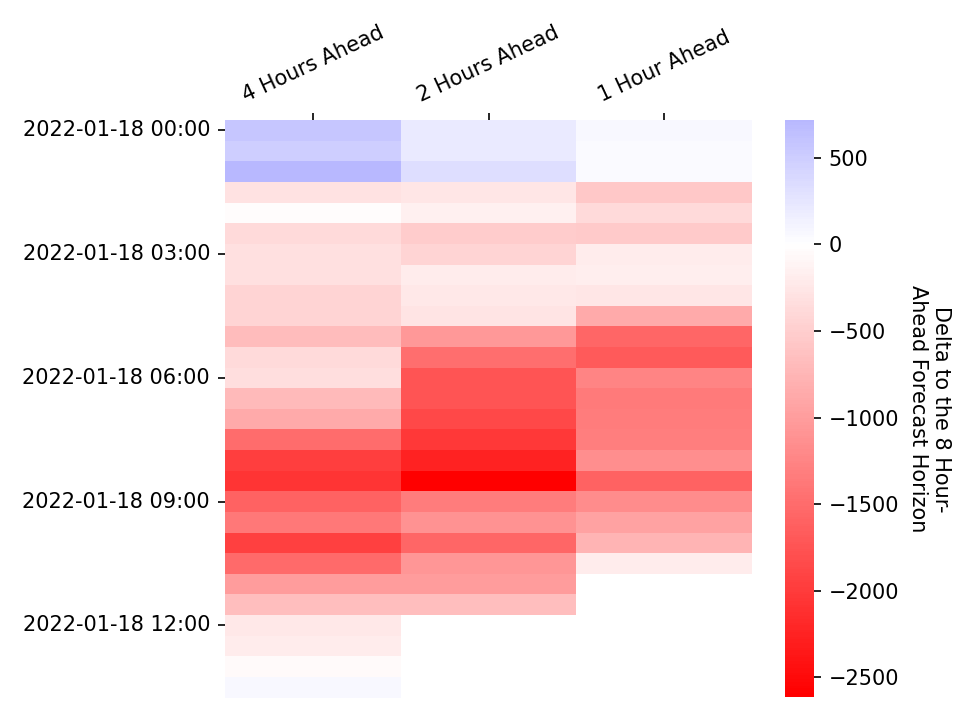 4 Hours Ahead
2 Hours Ahead
1 Hour Ahead
2022-01-18 00:00
2022-01-18 03:00
2022-01-18 06:00
2022-01-18 09:00
2022-01-18 12:00
500
0
−500
−1000
−1500
−2000
−2500
Delta to the 8 Hour-
Ahead Forecast Horizon